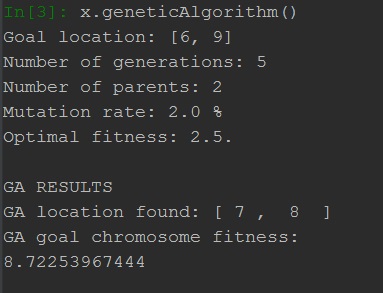 In[3]: x.geneticAlgorithm()
Goal location: [6, 9]
Number of generations: 5
Number of parents: 2
Mutation rate: 2.0 %
Optimal fitness: 2.5.
GA RESULTS
GA location found: [ 7 ,  8  ]
GA goal chromosome fitness:
8.72253967444